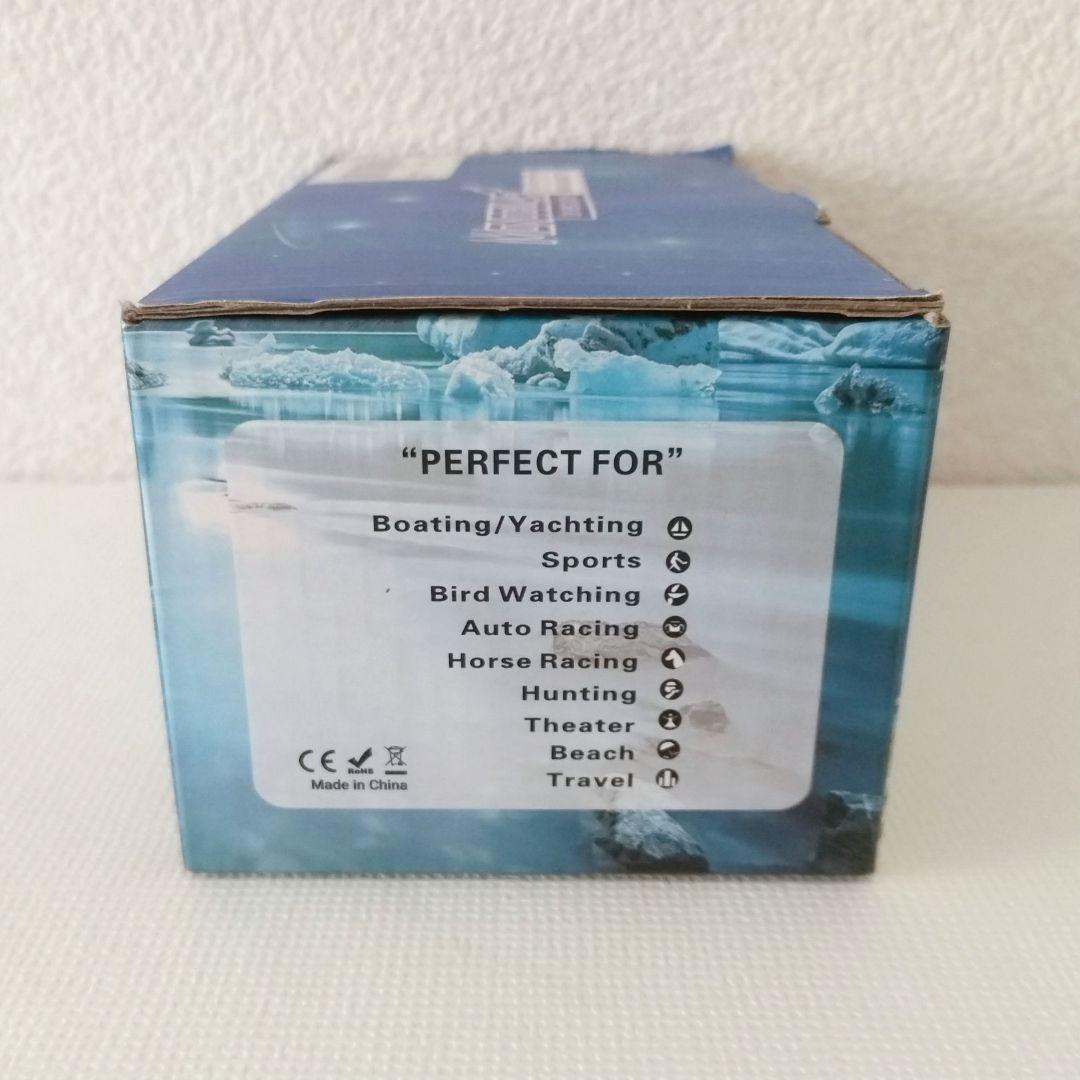 “PERFECT FOR”
Boating/Yachting
Sports
Bird Watching
Auto Racing
Horse Racing
Hunting
Theater
Beach
Travel
CE RoHS
Made in China